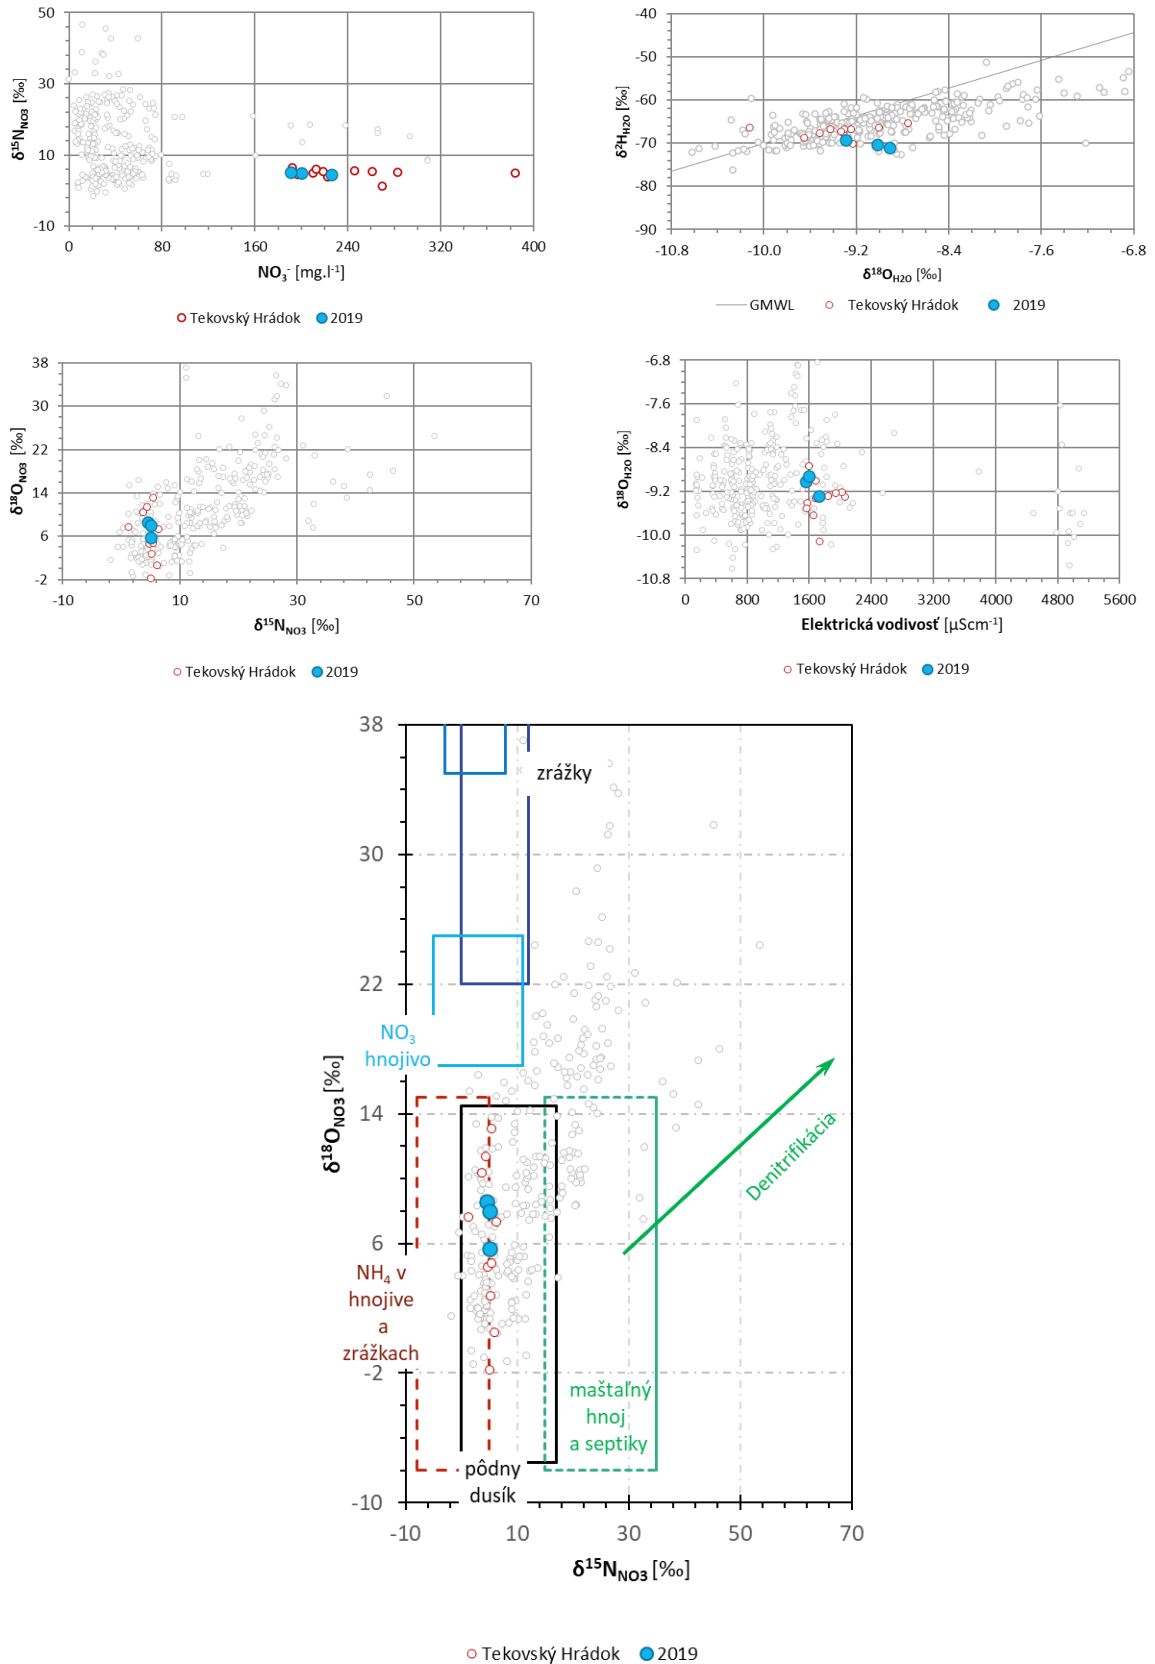 50
30
10
-10
δ15NNO3 [‰]
0 80 160 240 320 400
NO3- [mg.l-1]
Tekovský Hrádok 2019
-40
-50
-60
-70
-80
-90
δ2HH2O [‰]
-10.8 -10.0 -9.2 -8.4 -7.6 -6.8
δ18OH2O [‰]
GMWL Tekovský Hrádok 2019
38
30
22
14
6
-2
δ18ONO3 [‰]
-10 10 30 50 70
δ15NNO3 [‰]
Tekovský Hrádok 2019
-6.8
-7.6
-8.4
-9.2
-10.0
-10.8
δ18OH2O [‰]
0 800 1600 2400 3200 4000 4800 5600
Elektrická vodivosť [µScm-1]
Tekovský Hrádok 2019
38
30
22
14
6
-2
-10
δ18ONO3 [‰]
zrážky
NO3
hnojivo
Denitrifikácia
NH4 v
hnojive
a
zrážkach
maštaľný
hnoj
a septiky
pôdny
dusík
-10 10 30 50 70
δ15NNO3 [‰]
Tekovský Hrádok 2019